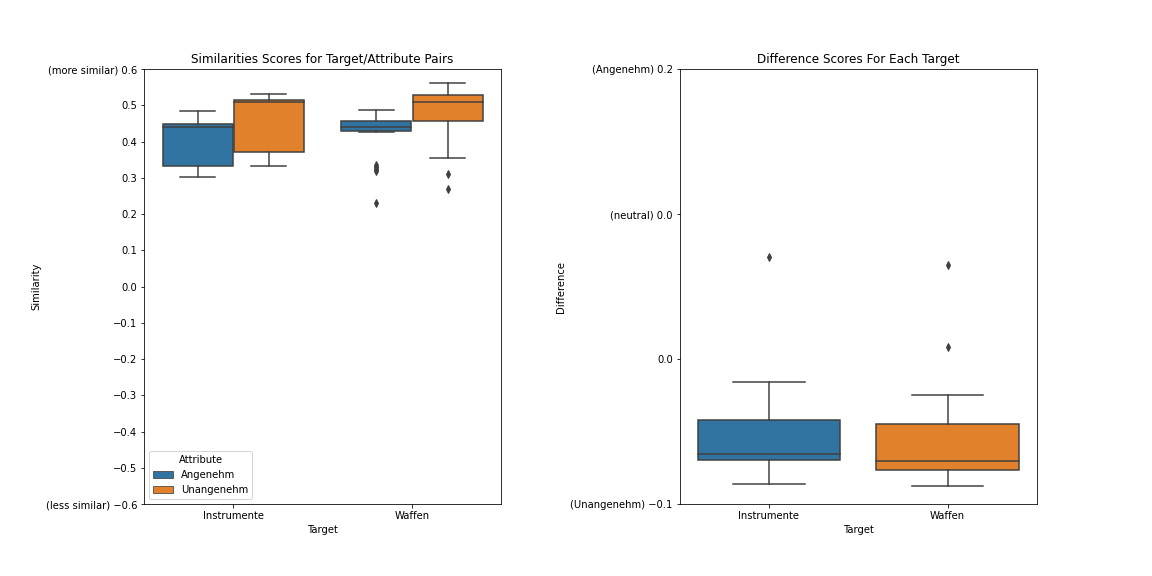 Similarities Scores for Target/Attribute Pairs
(more similar) 0.6
0.5
0.4
0.3
0.2
0.1
0.0
−0.1
−0.2
−0.3
−0.4
−0.5
(less similar) −0.6
Similarity
Attribute
Angenehm
Unangenehm
Instrumente
Waffen
Target
Difference Scores For Each Target
(Angenehm) 0.2
(neutral) 0.0
0.0
(Unangenehm) −0.1
Difference
Instrumente
Waffen
Target